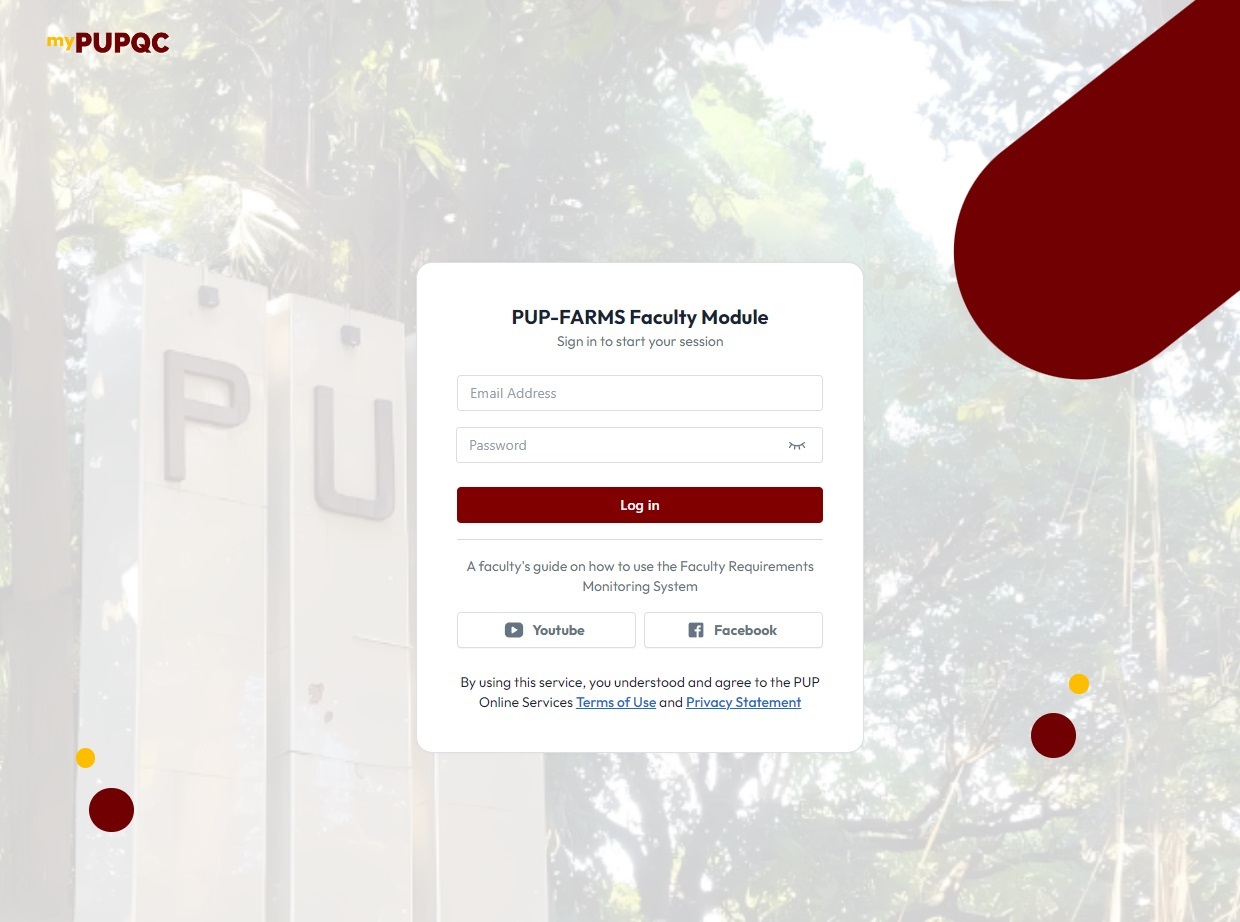 myPUPQC
P U
PUP-FARMS Faculty Module
Sign in to start your session
Email Address
Password
Log in
A faculty's guide on how to use the Faculty Requirements
Monitoring System
Youtube
Facebook
By using this service, you understood and agree to the PUP
Online Services Terms of Use and Privacy Statement